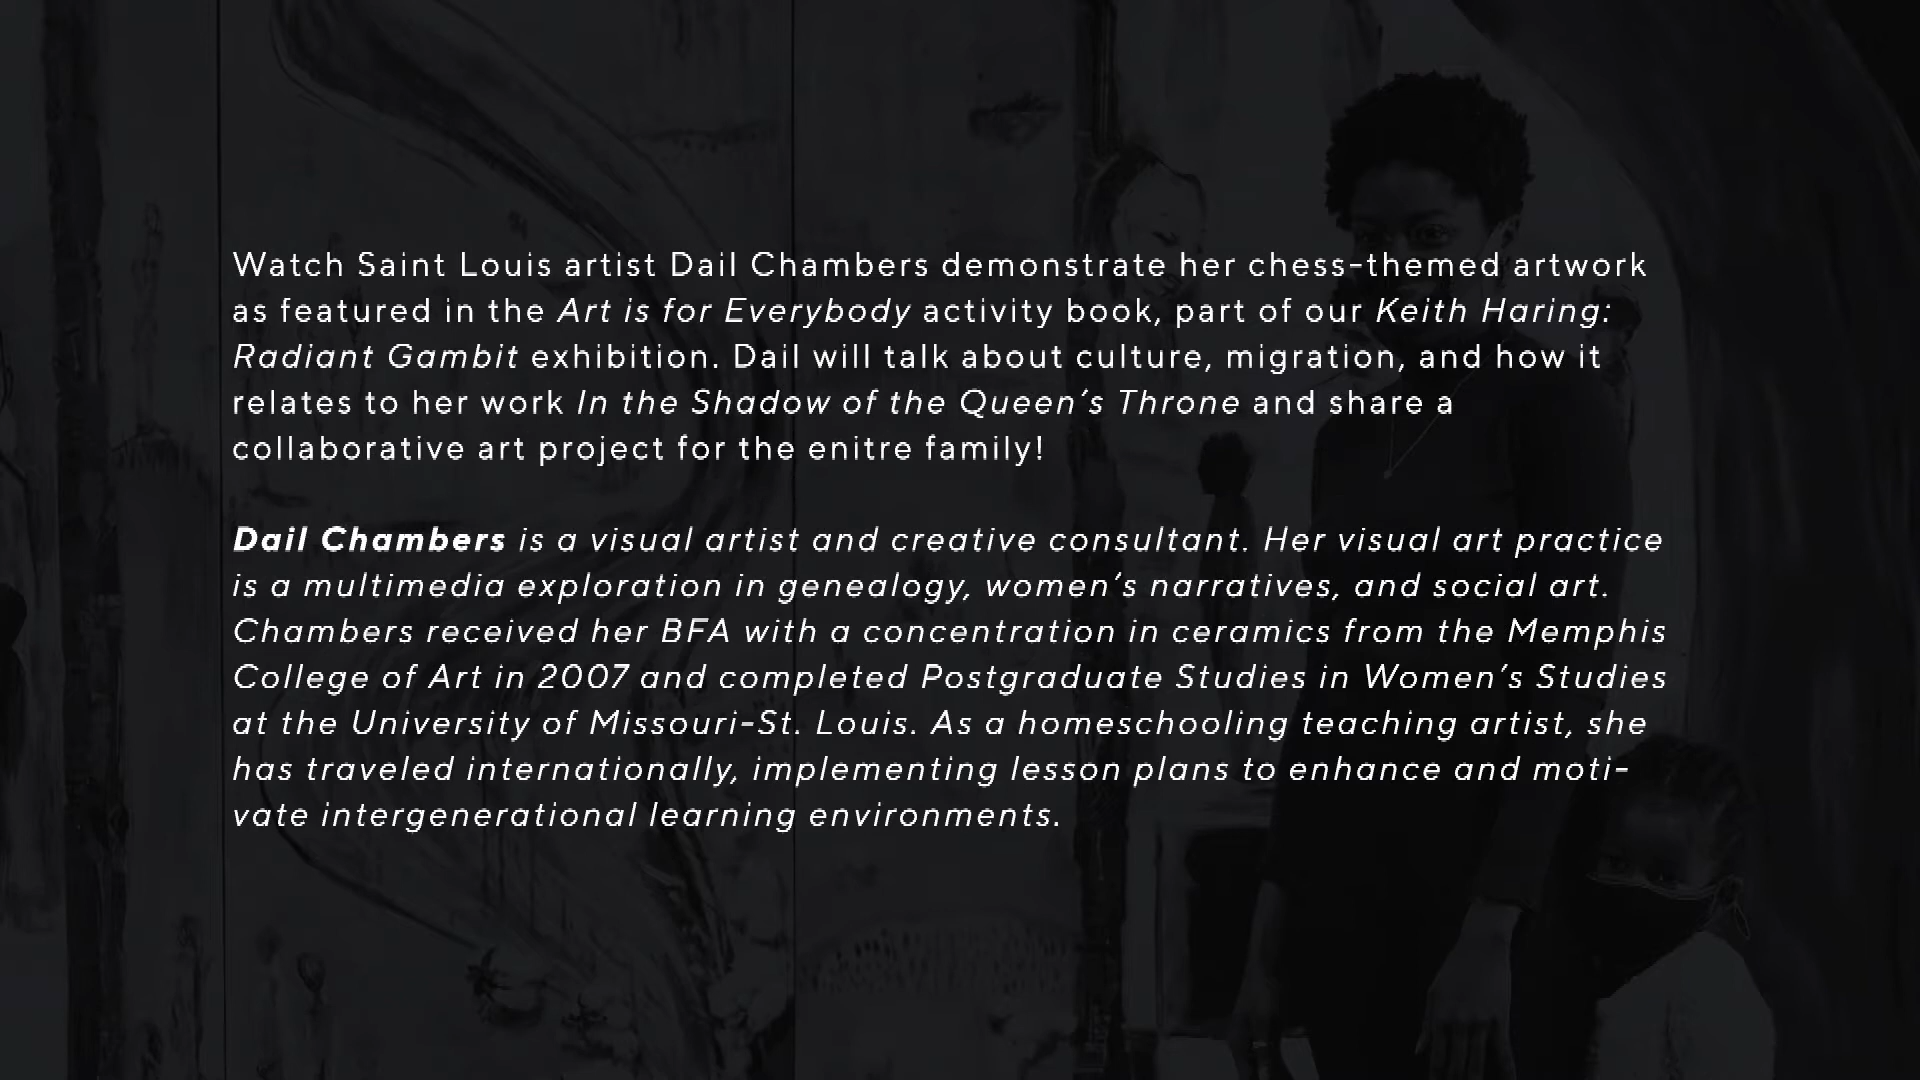 Watch Saint Louis artist Dail Chambers demonstrate her chess-themed artwork
as featured in the Art is for Everybody activity book, part of our Keith Haring:
Radiant Gambit exhibition. Dail will talk about culture, migration, and how it
relates to her work In the Shadow of the Queen’s Throne and share a
collaborative art project for the enitre family!
Dail Chambers is a visual artist and creative consultant. Her visual art practice
is a multimedia exploration in genealogy, women’s narratives, and social art.
Chambers received her BFA with a concentration in ceramics from the Memphis
College of Art in 2007 and completed Postgraduate Studies in Women’s Studies
at the University of Missouri-St. Louis. As a homeschooling teaching artist, she
has traveled internationally, implementing lesson plans to enhance and moti-
vate intergenerational learning environments.